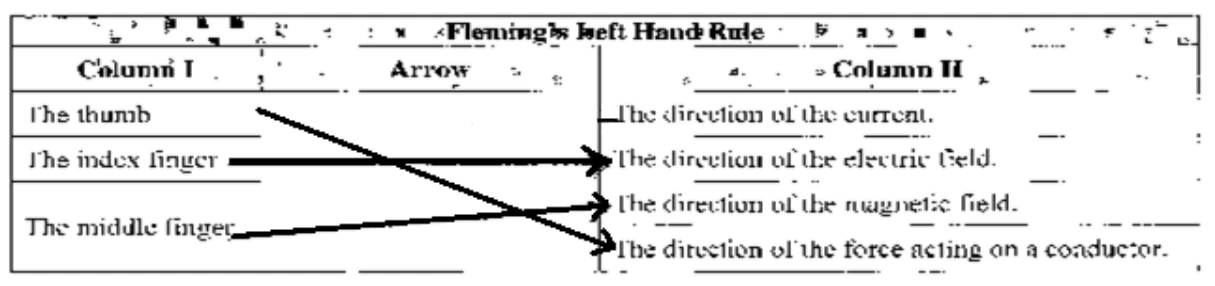 Fleming's Left Hand Rule
Column I Arrow Column II
The thumb The direction of the current.
The index finger The direction of the electric field.
The middle finger The direction of the magnetic field.
The direction of the force acting on a conductor.